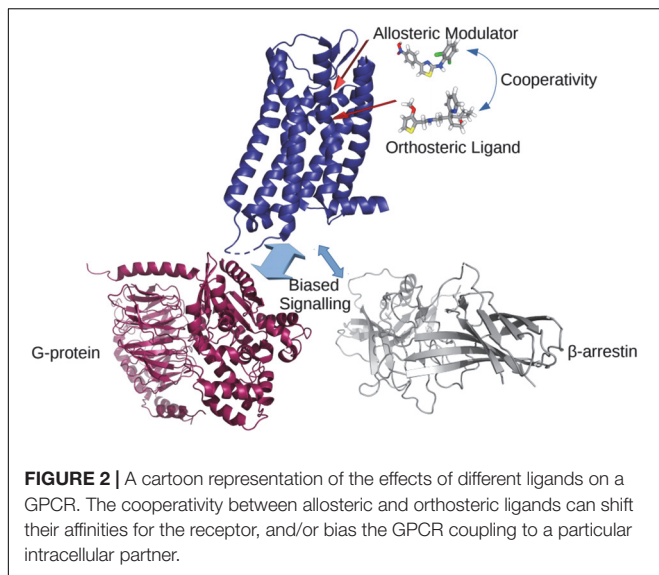 Allosteric Modulator
Cooperativity
Orthosteric Ligand
Biased
Signalling
G-protein
β-arrestin
FIGURE 2 | A cartoon representation of the effects of different ligands on a
GPCR. The cooperativity between allosteric and orthosteric ligands can shift
their affinities for the receptor, and/or bias the GPCR coupling to a particular
intracellular partner.